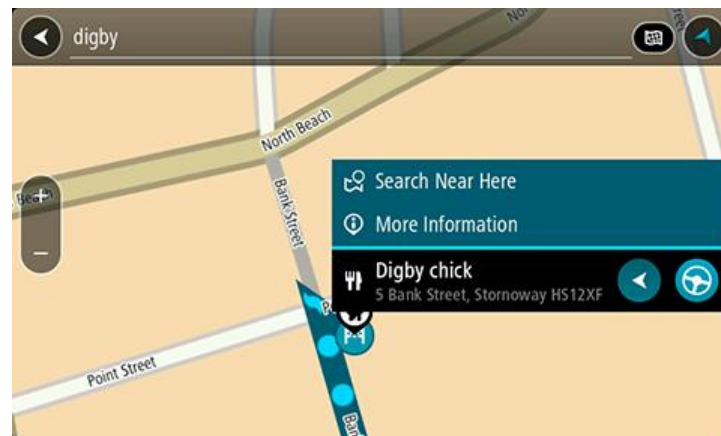 digby
North Beach
Bank Street
Search Near Here
More Information
Digby chick
5 Bank Street, Stornoway HS12XF
Point Street